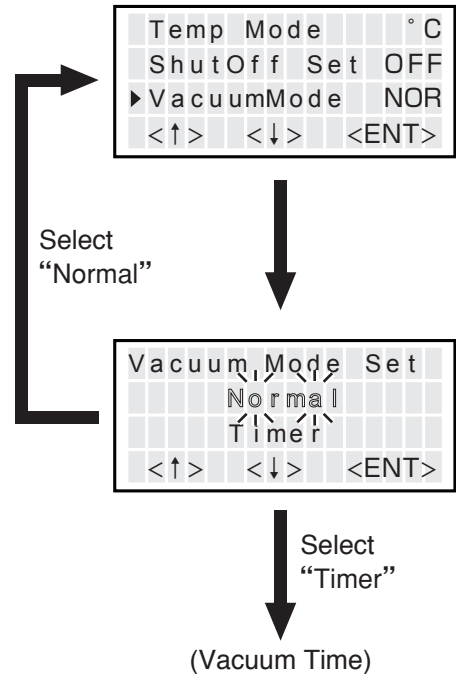 Temp Mode °C
ShutOff Set OFF
▶VacuumMode NOR
<↑> <↓> <ENT>
Select
“Normal”
Vacuum Mode Set
Normal
Timer
<↑> <↓> <ENT>
Select
“Timer”
(Vacuum Time)